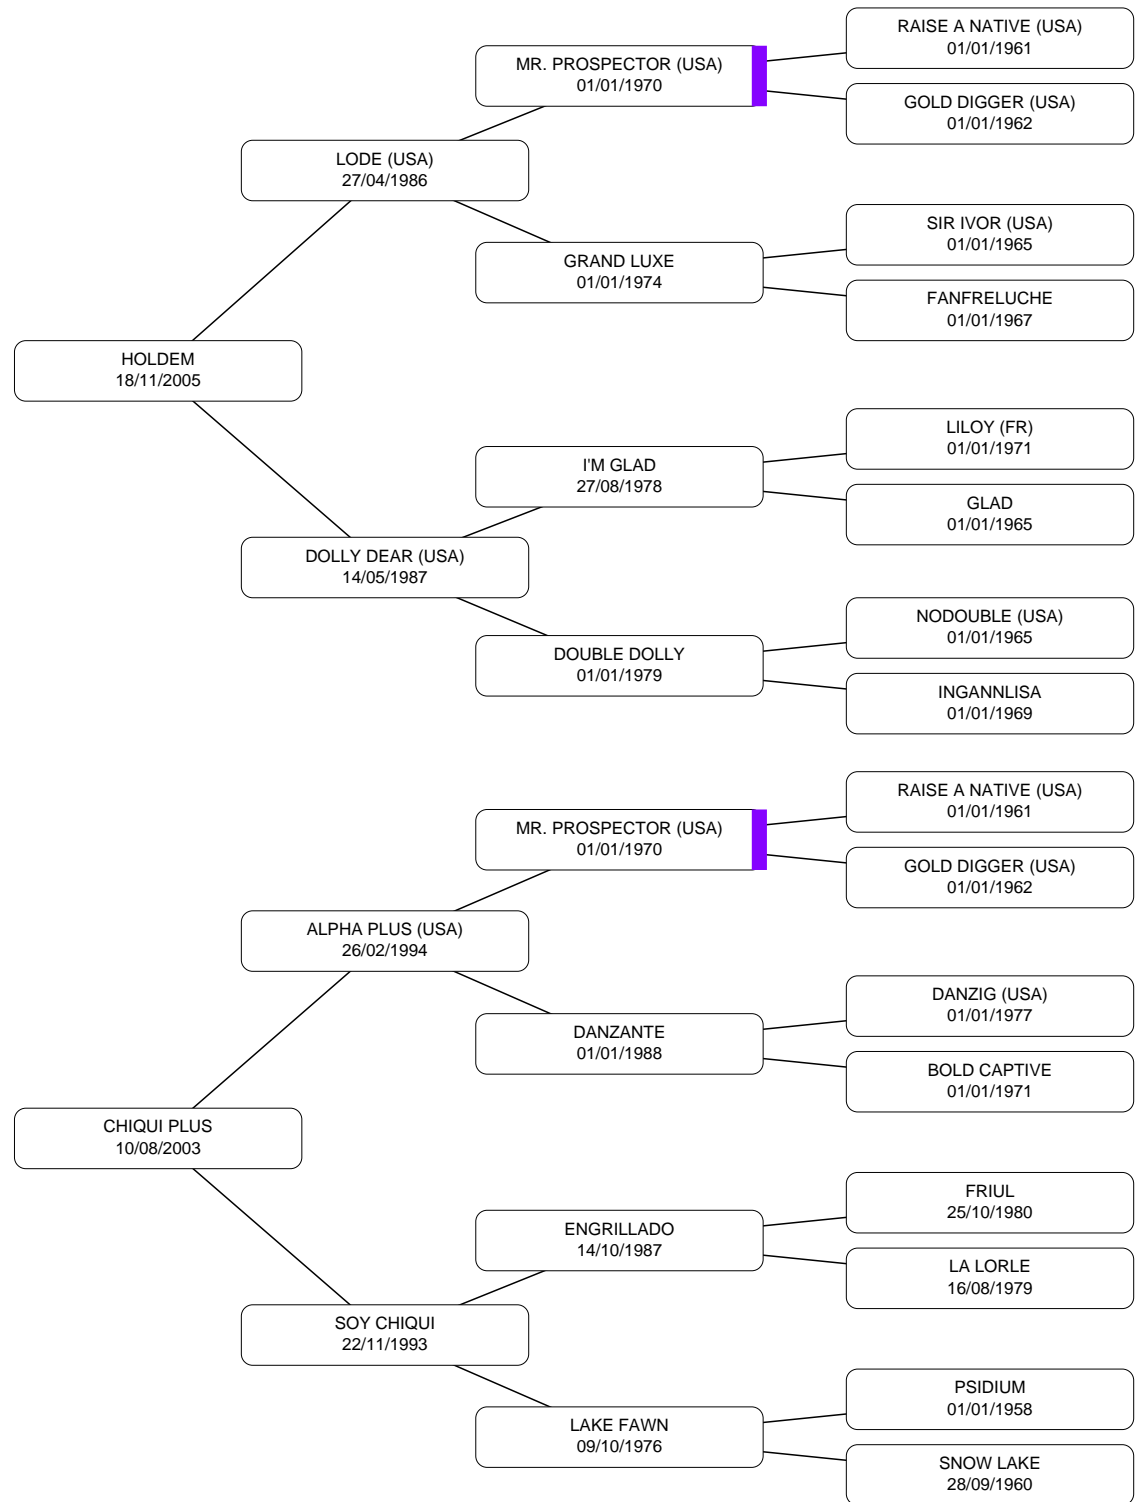 RAISE A NATIVE (USA)
01/01/1961
MR. PROSPECTOR (USA)
01/01/1970
GOLD DIGGER (USA)
01/01/1962
LODE (USA)
27/04/1986
SIR IVOR (USA)
01/01/1965
GRAND LUXE
01/01/1974
FANFRELUCHE
01/01/1967
HOLDEM
18/11/2005
LILOY (FR)
01/01/1971
I'M GLAD
27/08/1978
GLAD
01/01/1965
DOLLY DEAR (USA)
14/05/1987
NODOUBLE (USA)
01/01/1965
DOUBLE DOLLY
01/01/1979
INGANNLISA
01/01/1969
RAISE A NATIVE (USA)
01/01/1961
MR. PROSPECTOR (USA)
01/01/1970
GOLD DIGGER (USA)
01/01/1962
ALPHA PLUS (USA)
26/02/1994
DANZIG (USA)
01/01/1977
DANZANTE
01/01/1988
BOLD CAPTIVE
01/01/1971
CHIQUI PLUS
10/08/2003
FRIUL
25/10/1980
ENGRILLADO
14/10/1987
LA LORLE
16/08/1979
SOY CHIQUI
22/11/1993
PSIDIUM
01/01/1958
LAKE FAWN
09/10/1976
SNOW LAKE
28/09/1960